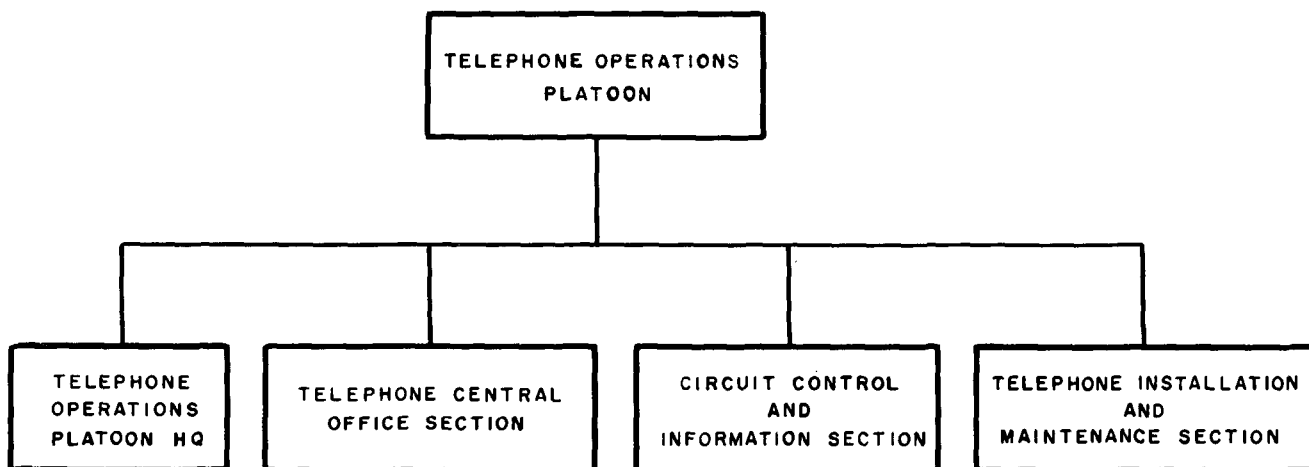 TELEPHONE OPERATIONS
PLATOON
TELEPHONE
OPERATIONS
PLATOON HQ
TELEPHONE CENTRAL
OFFICE SECTION
CIRCUIT CONTROL
AND
INFORMATION SECTION
TELEPHONE INSTALLATION
AND
MAINTENANCE SECTION